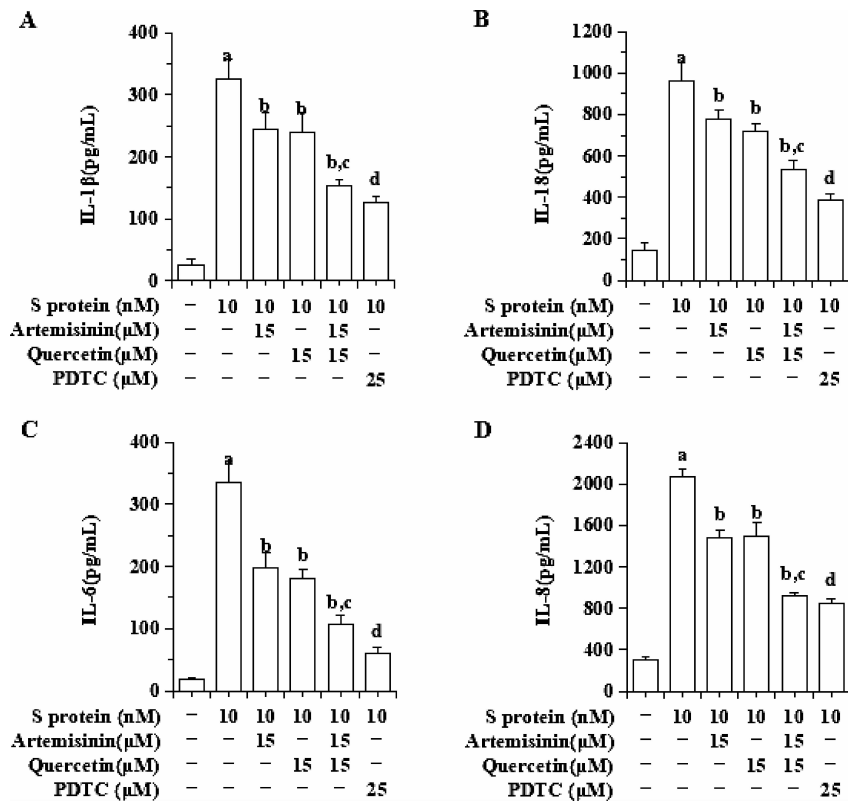 A
B
IL-1β(pg/mL)
400
300
200
100
0
a
b
b
b,c
d
S protein (nM) – 10 10 10 10 10
Artemisinin(μM) – – 15 – 15 –
Quercetin(μM) – – – 15 15 –
PDTC (μM) – – – – – 25
IL-18(pg/mL)
1200
1000
800
600
400
200
0
a
b
b
b,c
d
S protein (nM) – 10 10 10 10 10
Artemisinin(μM) – – 15 – 15 –
Quercetin(μM) – – – 15 15 –
PDTC (μM) – – – – – 25
C
D
IL-6(pg/mL)
400
300
200
100
0
a
b
b
b,c
d
S protein (nM) – 10 10 10 10 10
Artemisinin(μM) – – 15 – 15 –
Quercetin(μM) – – – 15 15 –
PDTC (μM) – – – – – 25
IL-8(pg/mL)
2400
2000
1600
1200
800
400
0
a
b
b
b,c
d
S protein (nM) – 10 10 10 10 10
Artemisinin(μM) – – 15 – 15 –
Quercetin(μM) – – – 15 15 –
PDTC (μM) – – – – – 25